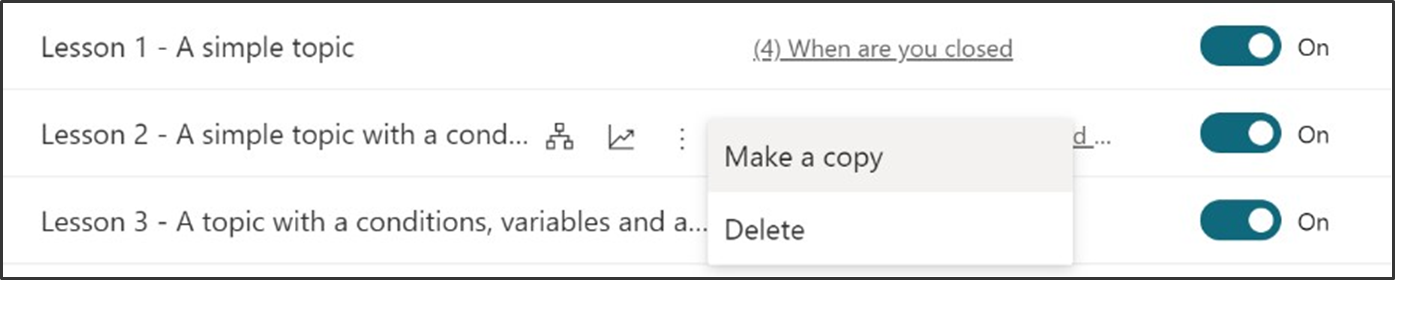 Lesson 1 - A simple topic (4) When are you closed On
Lesson 2 - A simple topic with a cond... d ... On
Make a copy
Lesson 3 - A topic with a conditions, variables and a... On
Delete